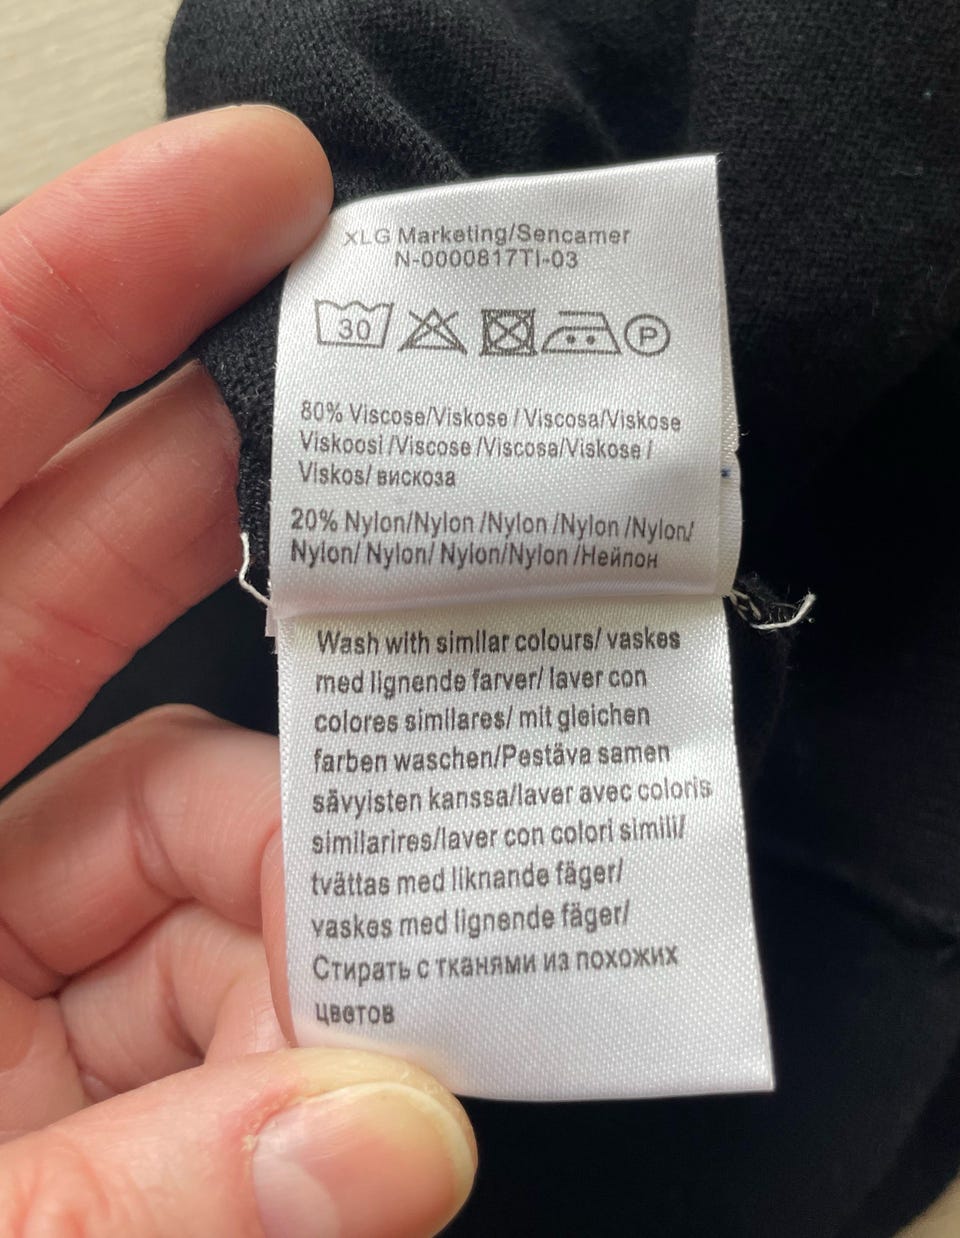 XLG Marketing/Sencamer
N-0000817TI-03
30 P
80% Viscose/Viskose / Viscosa/Viskose
Viskoosi /Viscose /Viscosa/Viskose /
Viskos/ вискоза
20% Nylon/Nylon /Nylon /Nylon /Nylon/
Nylon/ Nylon/ Nylon/Nylon /Нейпон
Wash with similar colours/ vaskes
med lignende farver/ laver con
colores similares/ mit gleichen
farben waschen/Pestäva samen
sävyisten kanssa/laver avec coloris
similarires/laver con colori simili/
tvättas med liknande fäger/
vaskes med lignende fäger/
Стирать с тканями из похожих
цветов